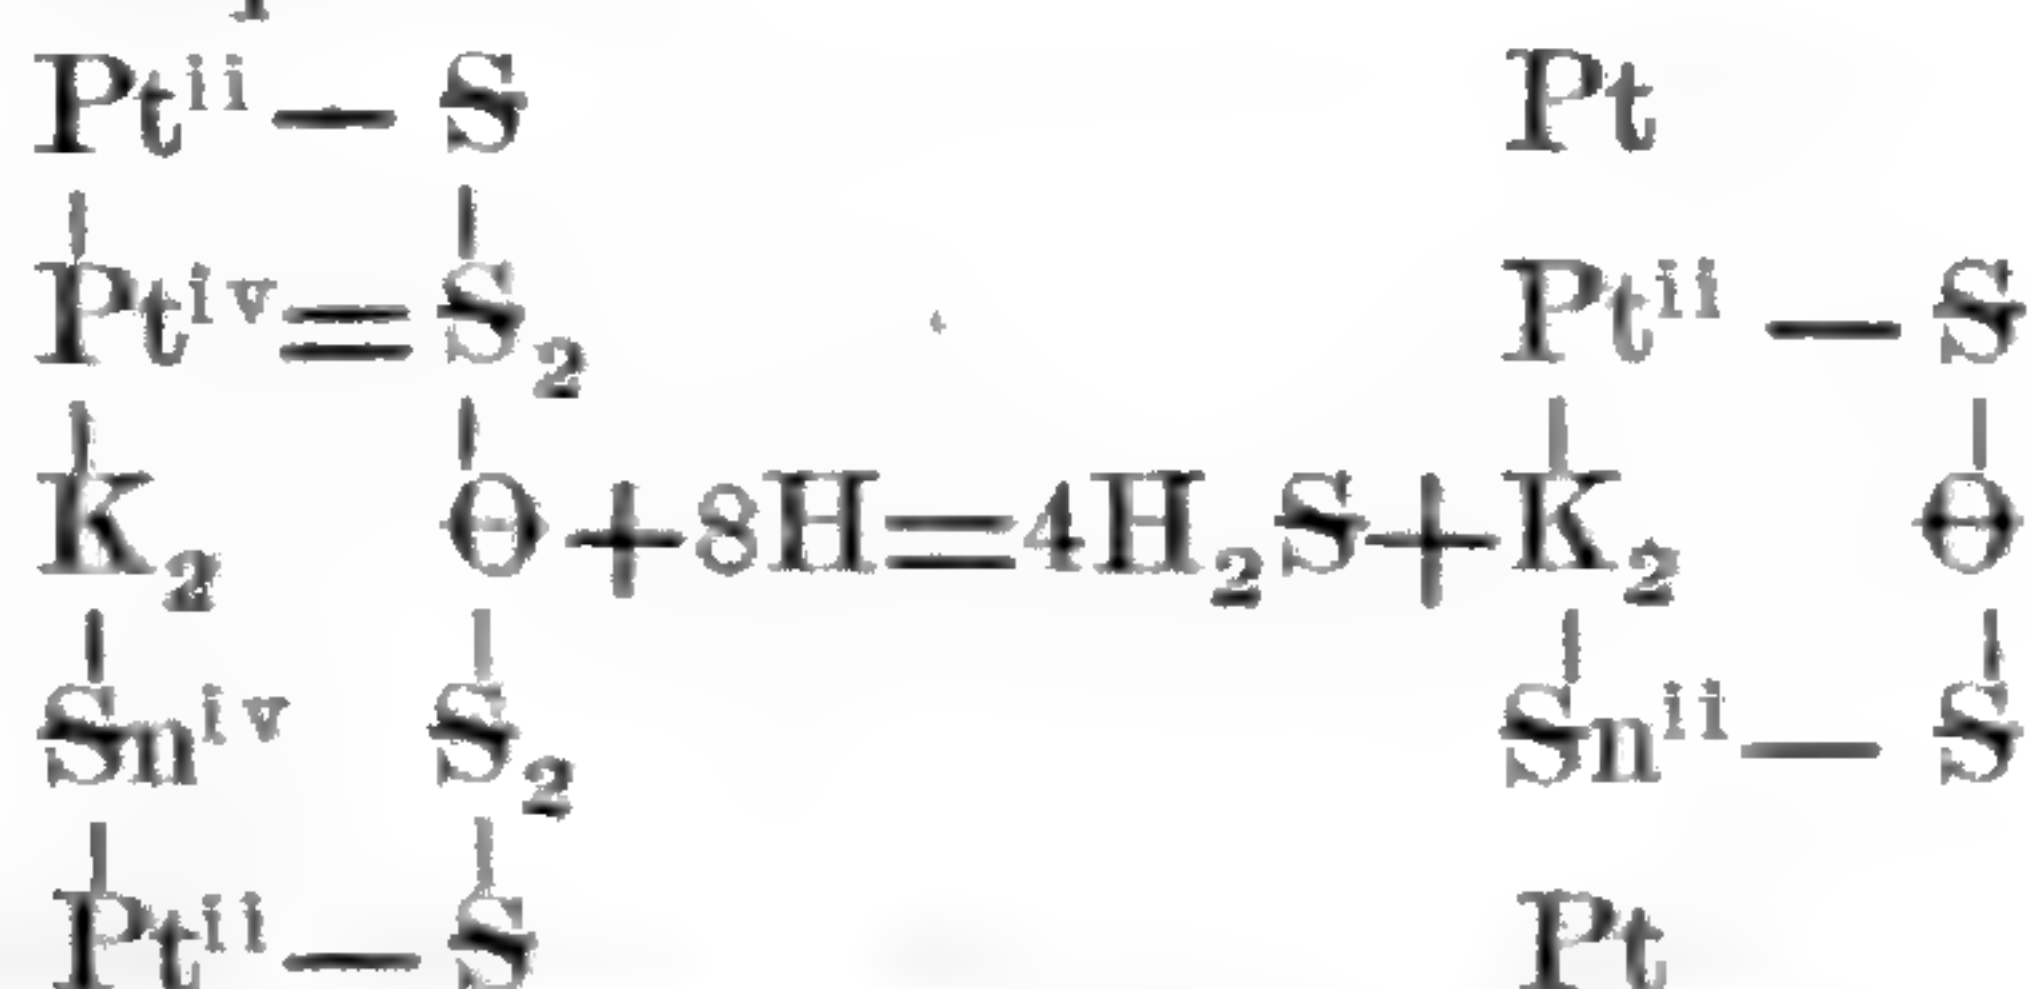 Ptⁱⁱ — S Pt
| |
Ptⁱᵛ = S₂ Ptⁱⁱ — S
| | | |
K₂ Ɵ + 8H = 4H₂S + K₂ Ɵ
| | | |
Snⁱᵛ S₂ Snⁱⁱ — S
| |
Ptⁱⁱ — S Pt